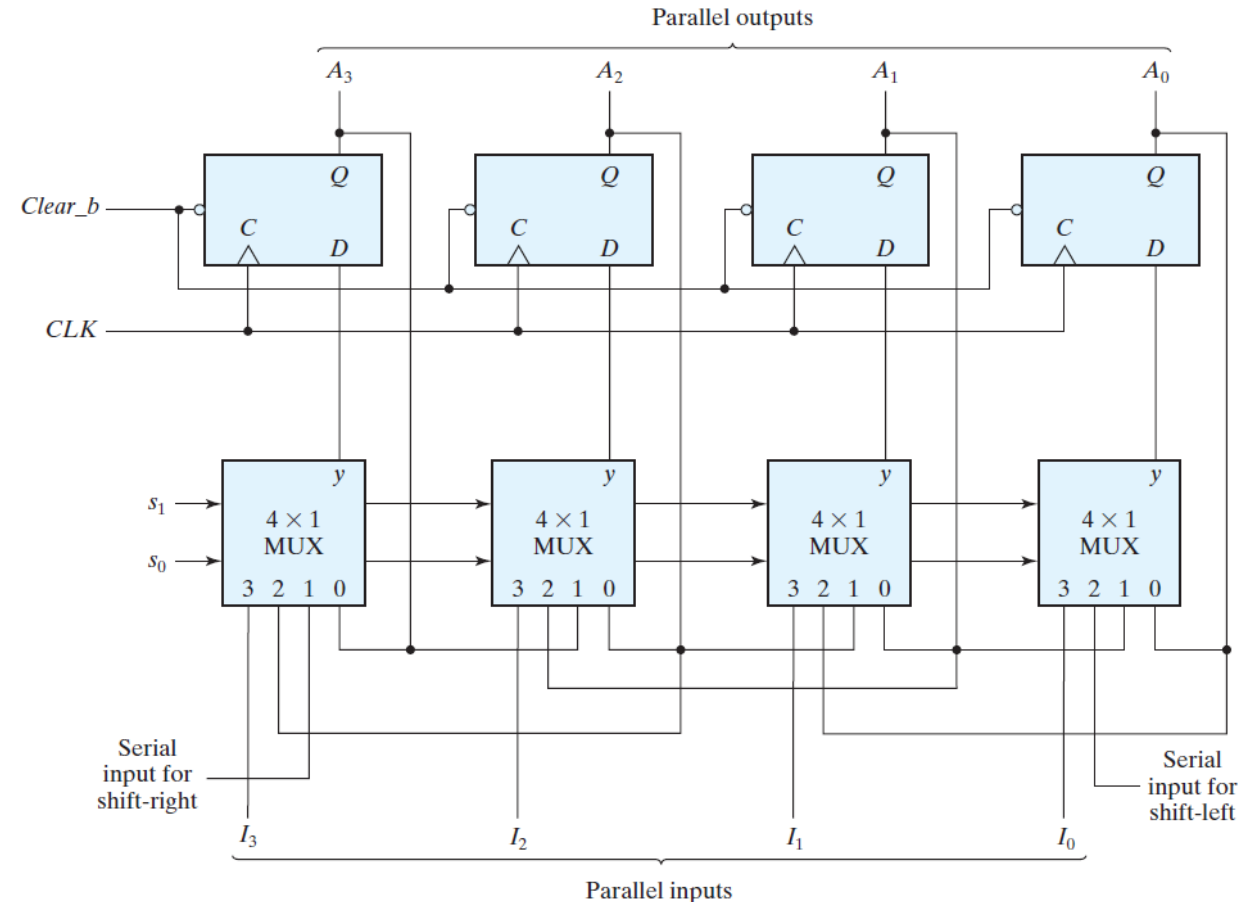 Parallel outputs
A3 A2 A1 A0
Q Q Q Q
Clear_b
C C C C
D D D D
CLK
y y y y
s1
4 × 1 4 × 1 4 × 1 4 × 1
MUX MUX MUX MUX
s0
3 2 1 0 3 2 1 0 3 2 1 0 3 2 1 0
Serial
input for
shift-right
Serial
input for
shift-left
I3 I2 I1 I0
Parallel inputs